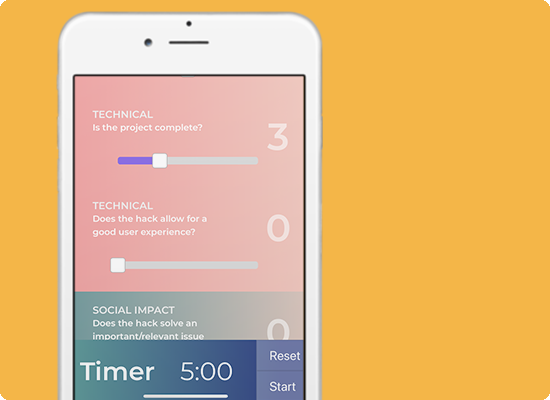 TECHNICAL
Is the project complete?
3
TECHNICAL
Does the hack allow for a
good user experience?
0
SOCIAL IMPACT
Does the hack solve an
important/relevant issue
0
Timer 5:00
Reset
Start